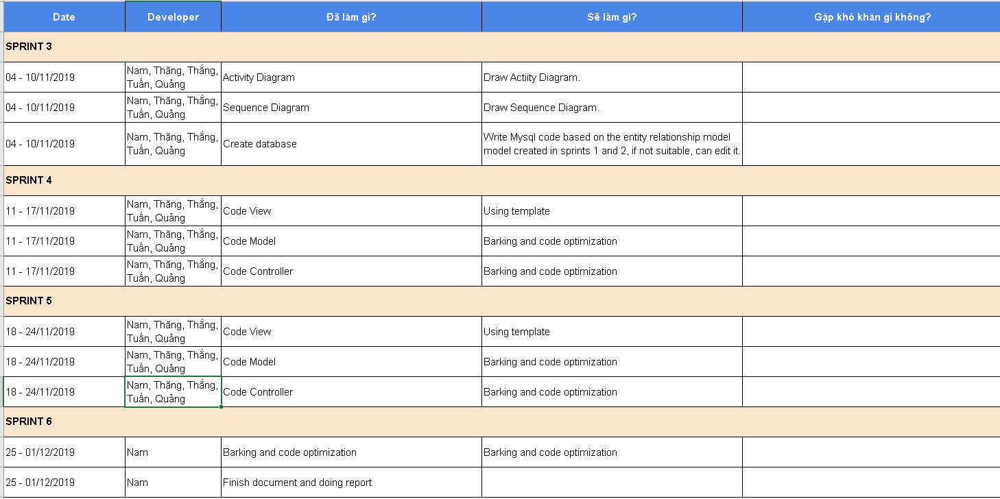 Date Developer Đã làm gì? Sẽ làm gì? Gặp khó khăn gì không?
SPRINT 3
04 - 10/11/2019 Nam, Thăng, Thắng, Tuấn, Quảng Activity Diagram Draw Actiity Diagram.
04 - 10/11/2019 Nam, Thăng, Thắng, Tuấn, Quảng Sequence Diagram Draw Sequence Diagram.
04 - 10/11/2019 Nam, Thăng, Thắng, Tuấn, Quảng Create database Write Mysql code based on the entity relationship model model created in sprints 1 and 2, if not suitable, can edit it.
SPRINT 4
11 - 17/11/2019 Nam, Thăng, Thắng, Tuấn, Quảng Code View Using template
11 - 17/11/2019 Nam, Thăng, Thắng, Tuấn, Quảng Code Model Barking and code optimization
11 - 17/11/2019 Nam, Thăng, Thắng, Tuấn, Quảng Code Controller Barking and code optimization
SPRINT 5
18 - 24/11/2019 Nam, Thăng, Thắng, Tuấn, Quảng Code View Using template
18 - 24/11/2019 Nam, Thăng, Thắng, Tuấn, Quảng Code Model Barking and code optimization
18 - 24/11/2019 Nam, Thăng, Thắng, Tuấn, Quảng Code Controller Barking and code optimization
SPRINT 6
25 - 01/12/2019 Nam Barking and code optimization Barking and code optimization
25 - 01/12/2019 Nam Finish document and doing report